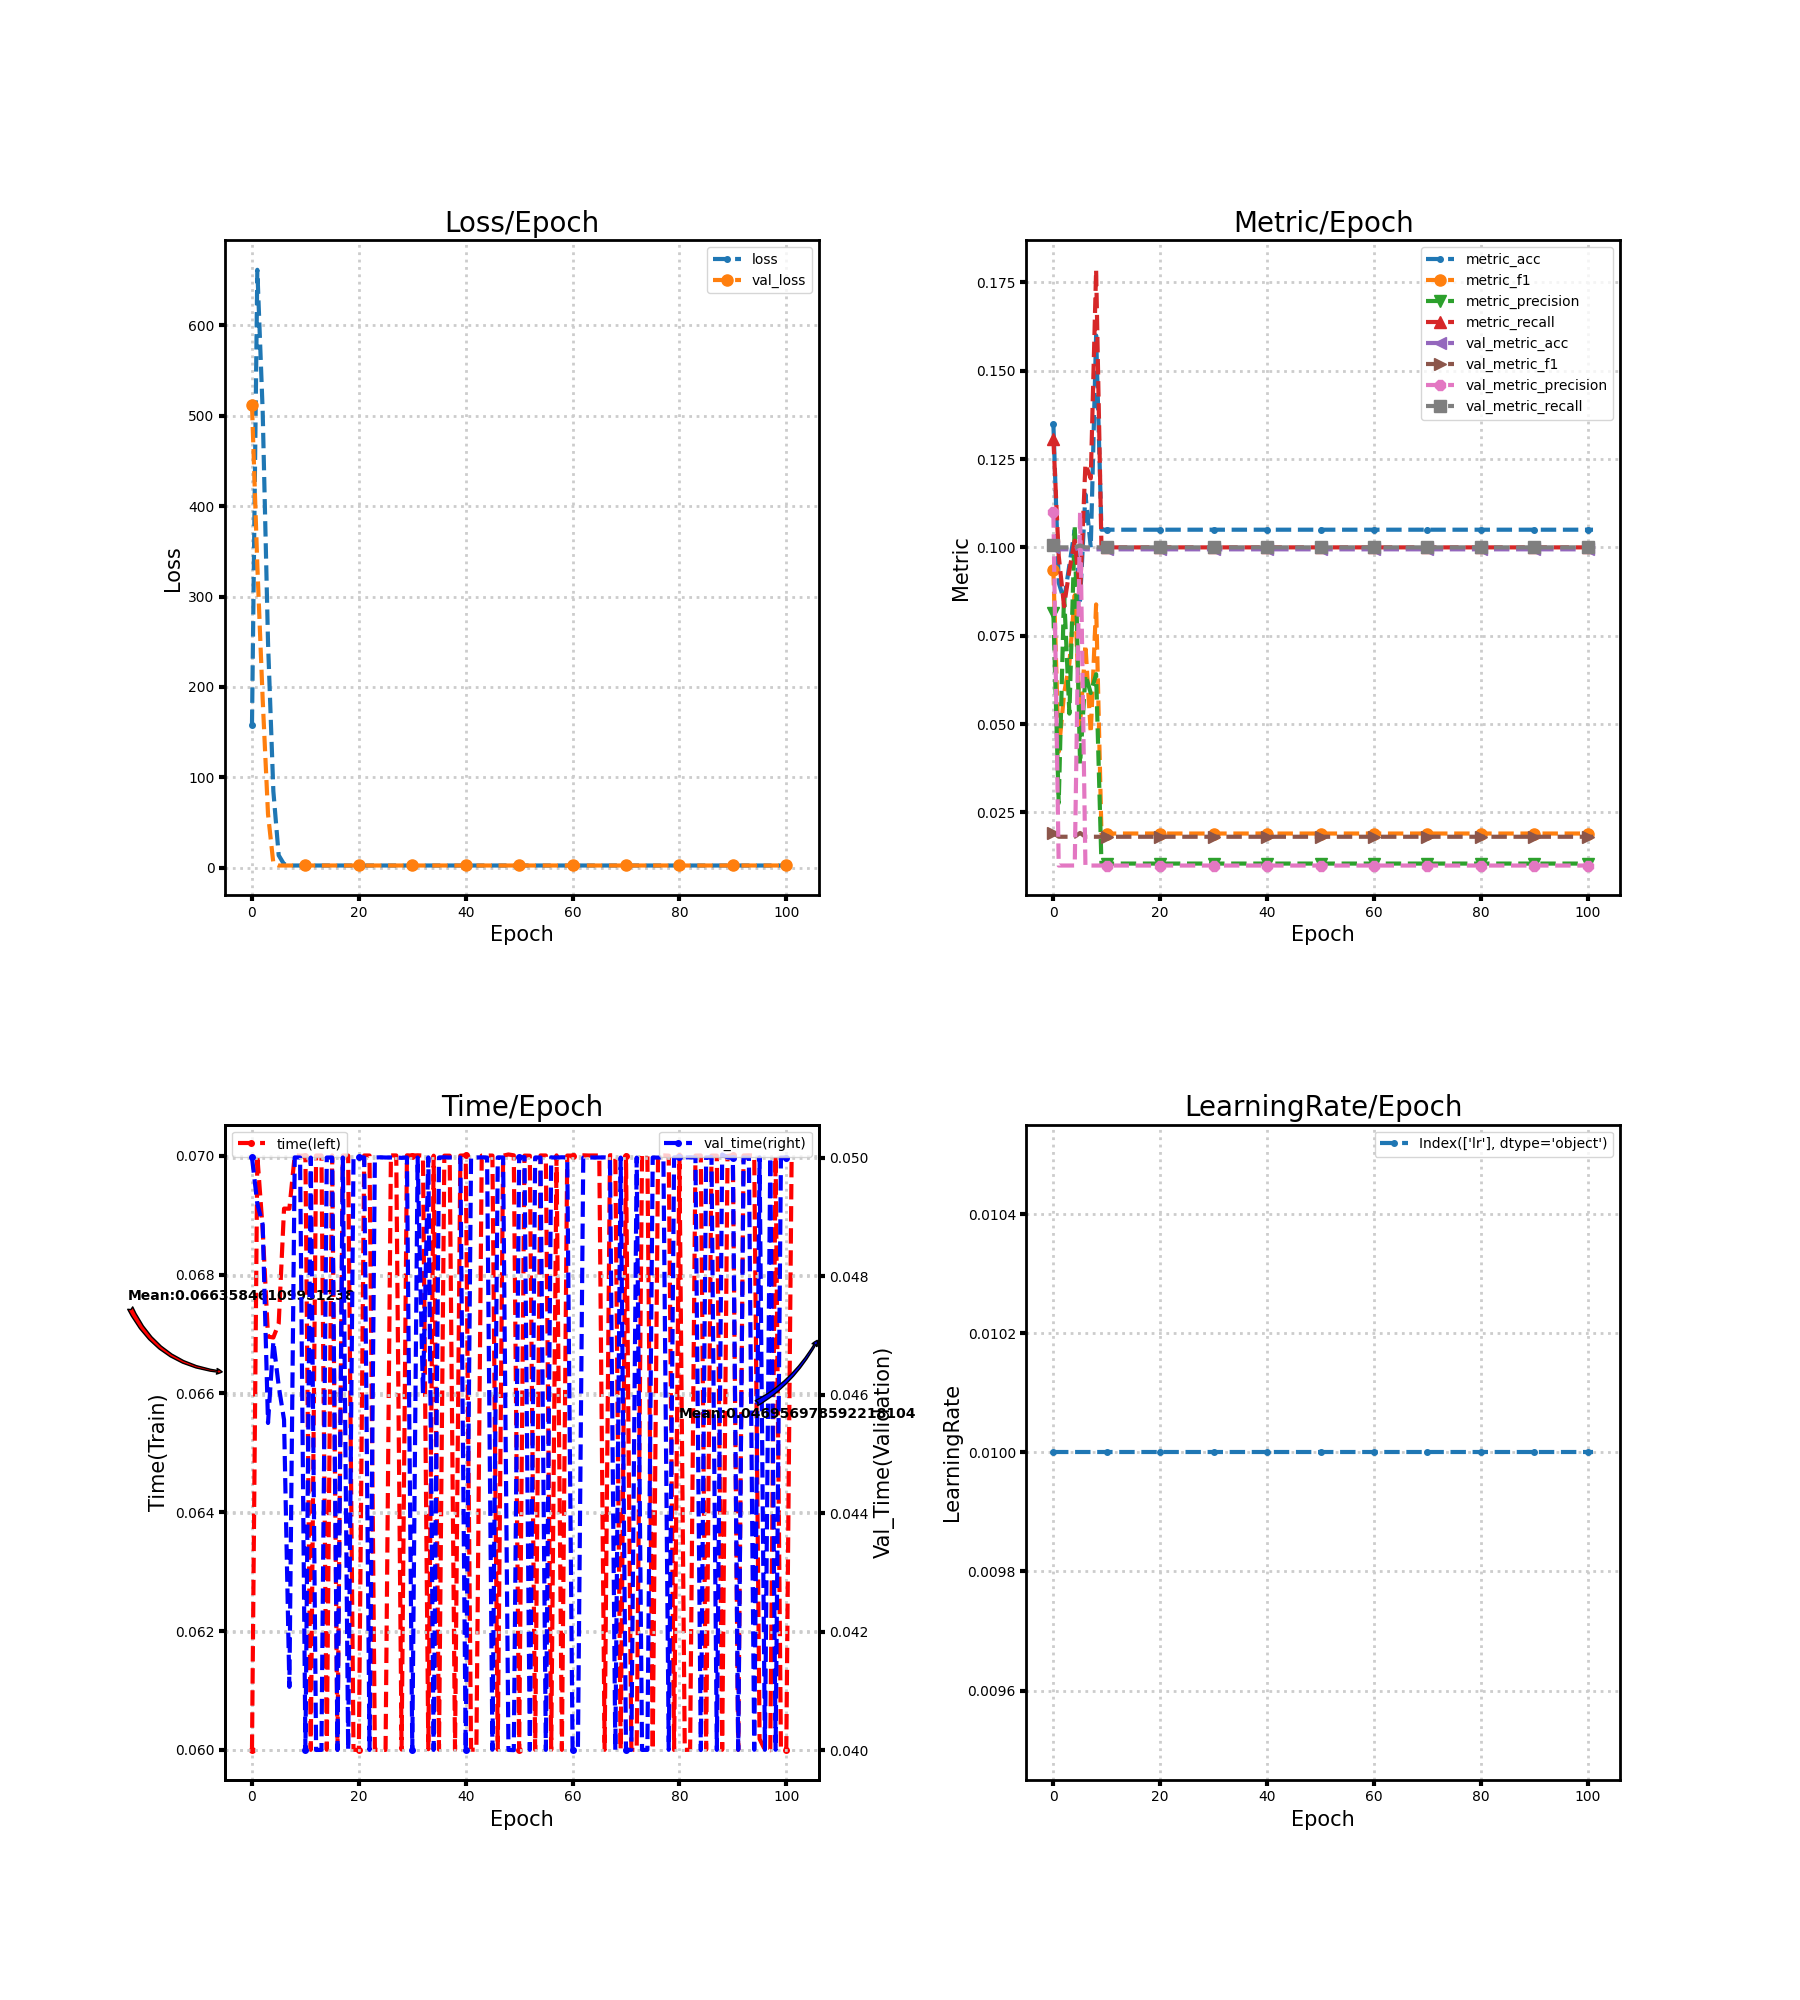 Loss/Epoch
loss
val_loss
600
500
400
300
200
100
0
Loss
0 20 40 60 80 100
Epoch
Metric/Epoch
metric_acc
metric_f1
metric_precision
metric_recall
val_metric_acc
val_metric_f1
val_metric_precision
val_metric_recall
0.175
0.150
0.125
0.100
0.075
0.050
0.025
Metric
0 20 40 60 80 100
Epoch
Time/Epoch
time(left)
val_time(right)
0.070
0.068
0.066
0.064
0.062
0.060
Time(Train)
0.050
0.048
0.046
0.044
0.042
0.040
Val_Time(Validation)
0 20 40 60 80 100
Epoch
LearningRate/Epoch
Index(['lr'], dtype='object')
0.0104
0.0102
0.0100
0.0098
0.0096
LearningRate
0 20 40 60 80 100
Epoch